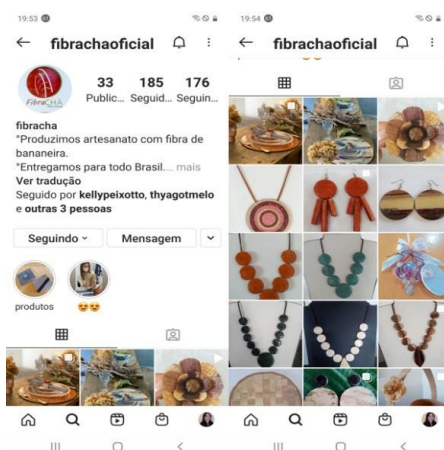 19:53
fibrachaoficial
FibraCHÃ
33 185 176
Public... Seguid... Seguin...
fibracha
°Produzimos artesanato com fibra de
bananeira.
°Entregamos para todo Brasil.... mais
Ver tradução
Seguido por kellypeixotto, thyagotmelo
e outras 3 pessoas
Seguindo
Mensagem
produtos
19:54
fibrachaoficial